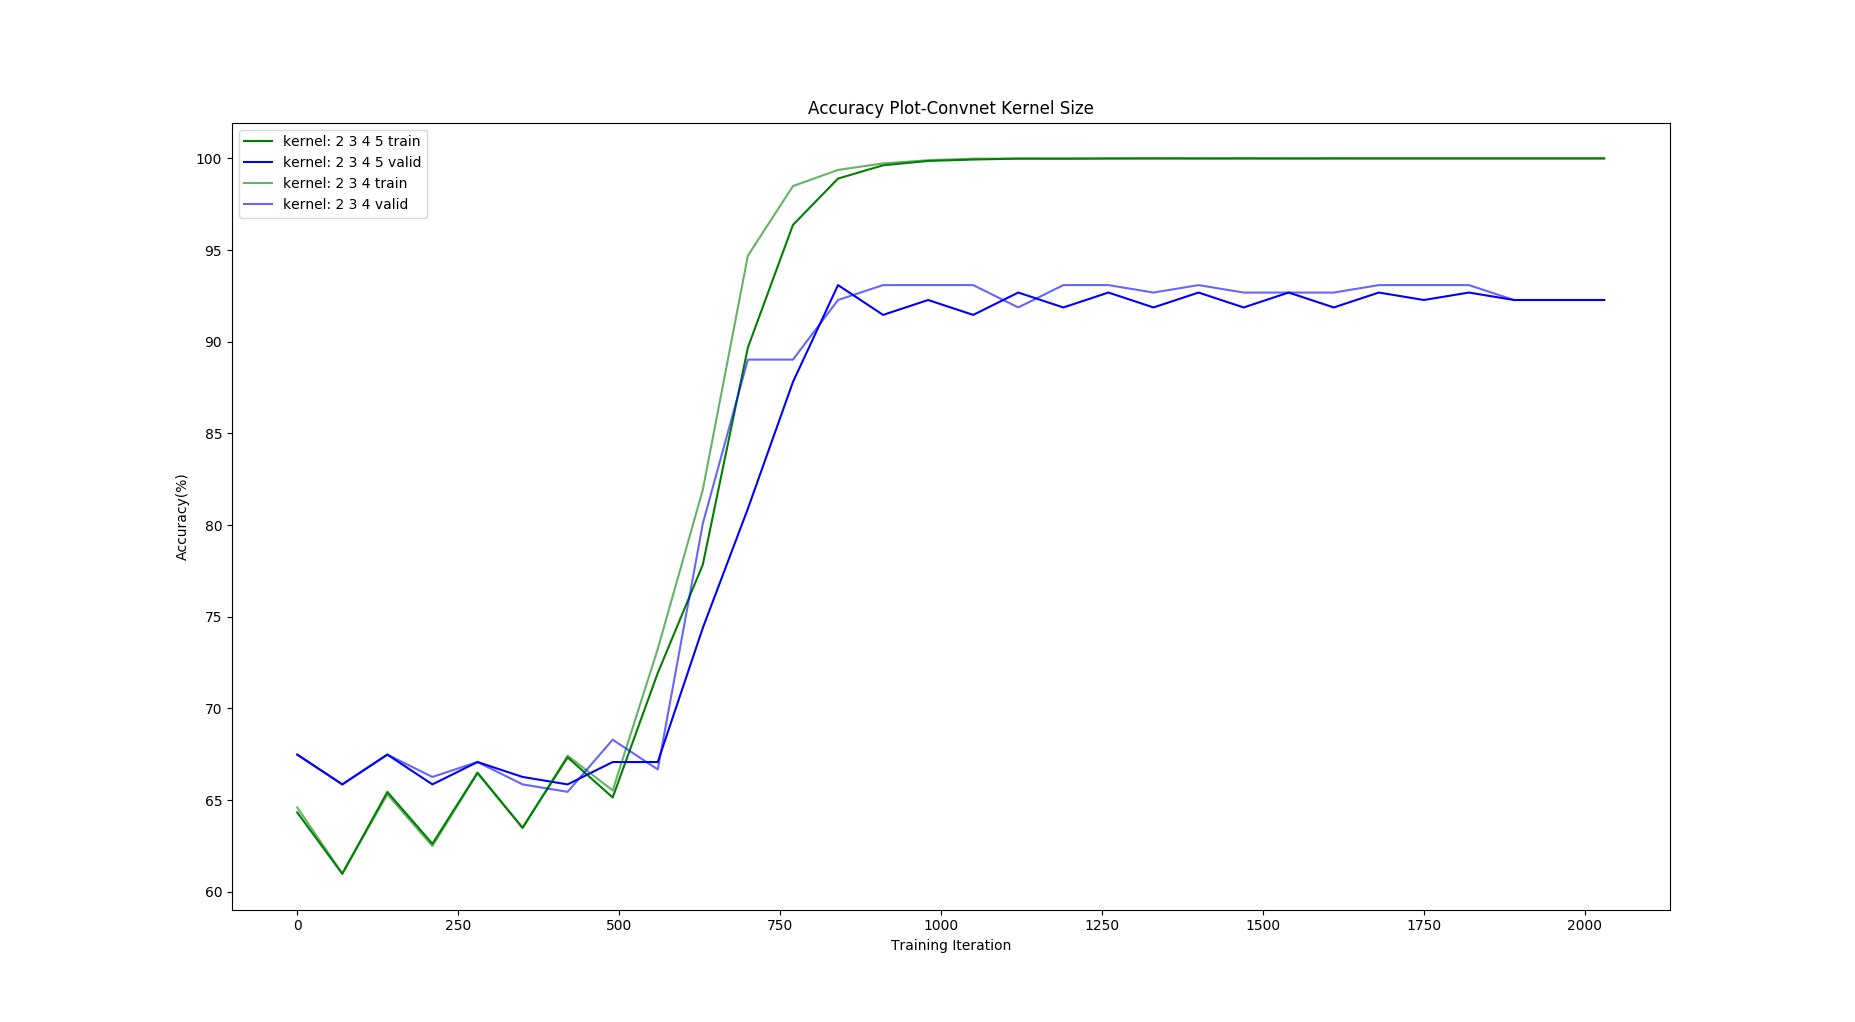 Accuracy Plot-Convnet Kernel Size
kernel: 2 3 4 5 train
kernel: 2 3 4 5 valid
kernel: 2 3 4 train
kernel: 2 3 4 valid
100
95
90
85
80
75
70
65
60
Accuracy(%)
0 250 500 750 1000 1250 1500 1750 2000
Training Iteration